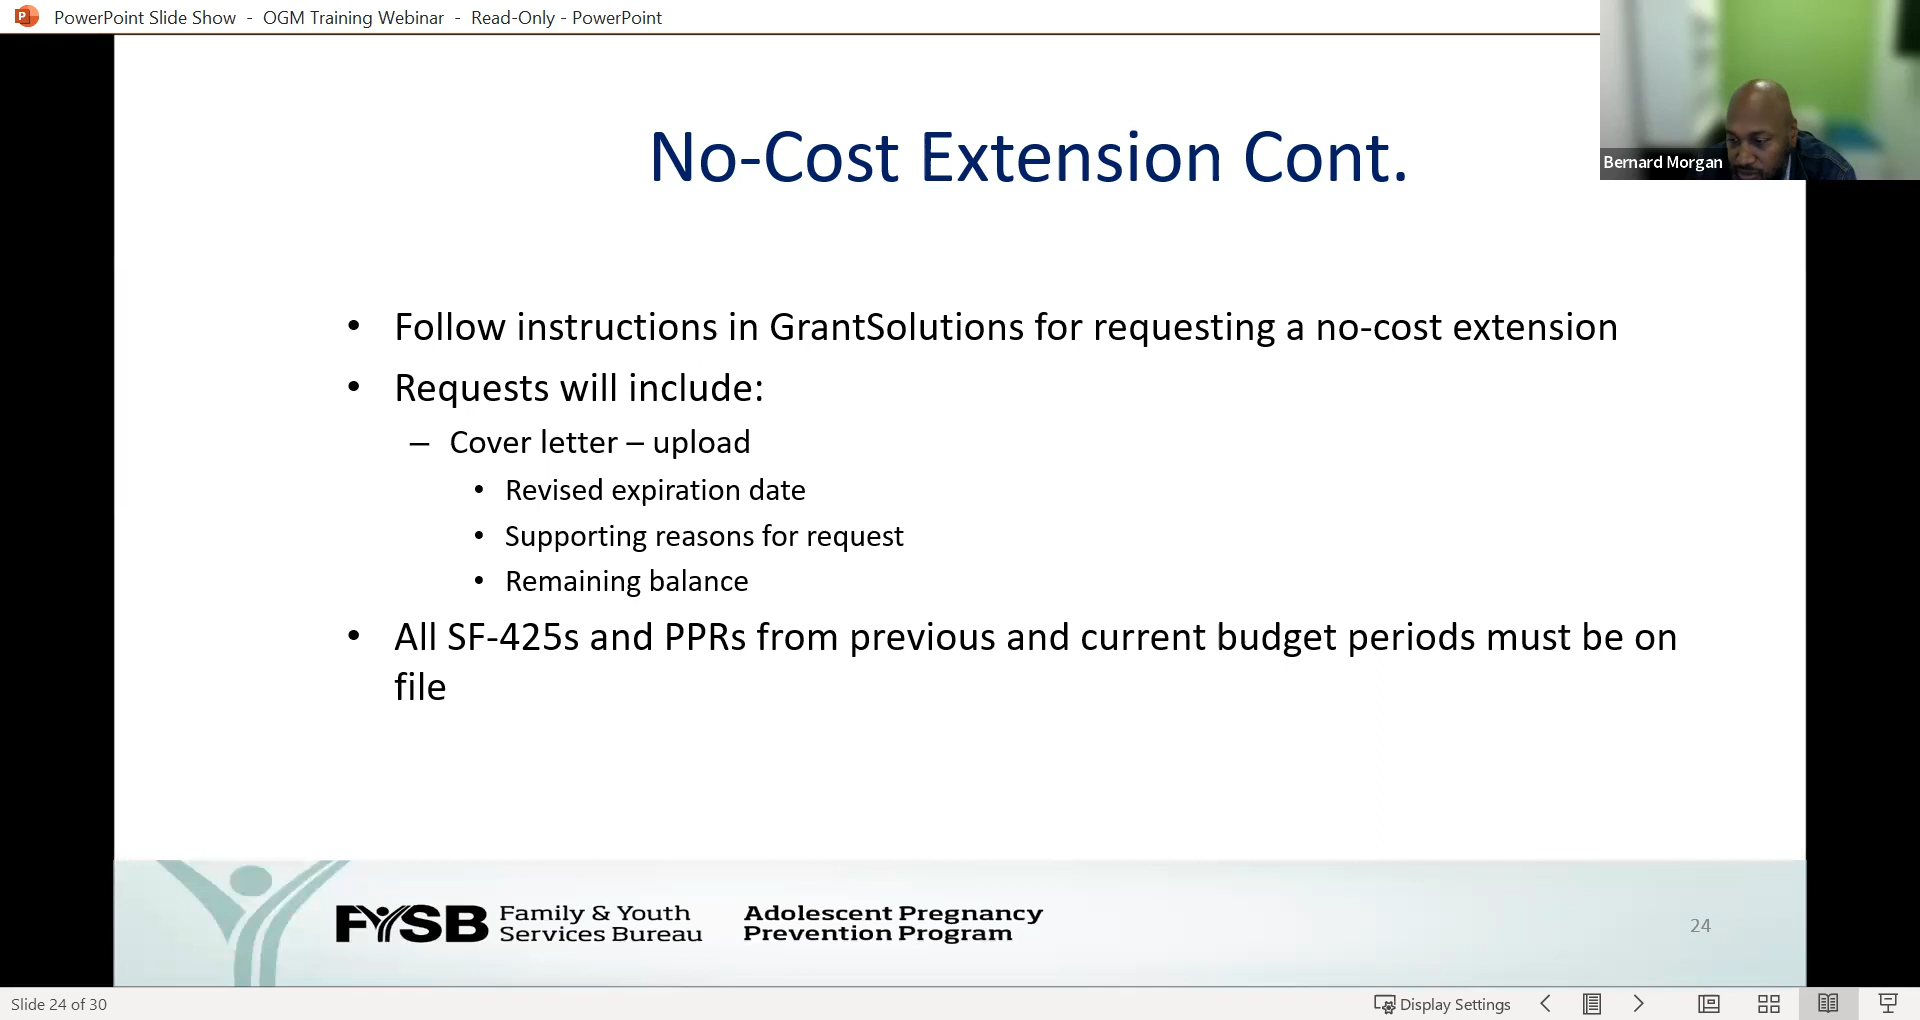 PowerPoint Slide Show - OGM Training Webinar - Read-Only - PowerPoint
Bernard Morgan
No-Cost Extension Cont.
• Follow instructions in GrantSolutions for requesting a no-cost extension
• Requests will include:
– Cover letter – upload
• Revised expiration date
• Supporting reasons for request
• Remaining balance
• All SF-425s and PPRs from previous and current budget periods must be on
file
FYSB Family & Youth
Services Bureau
Adolescent Pregnancy
Prevention Program
24
Slide 24 of 30
Display Settings